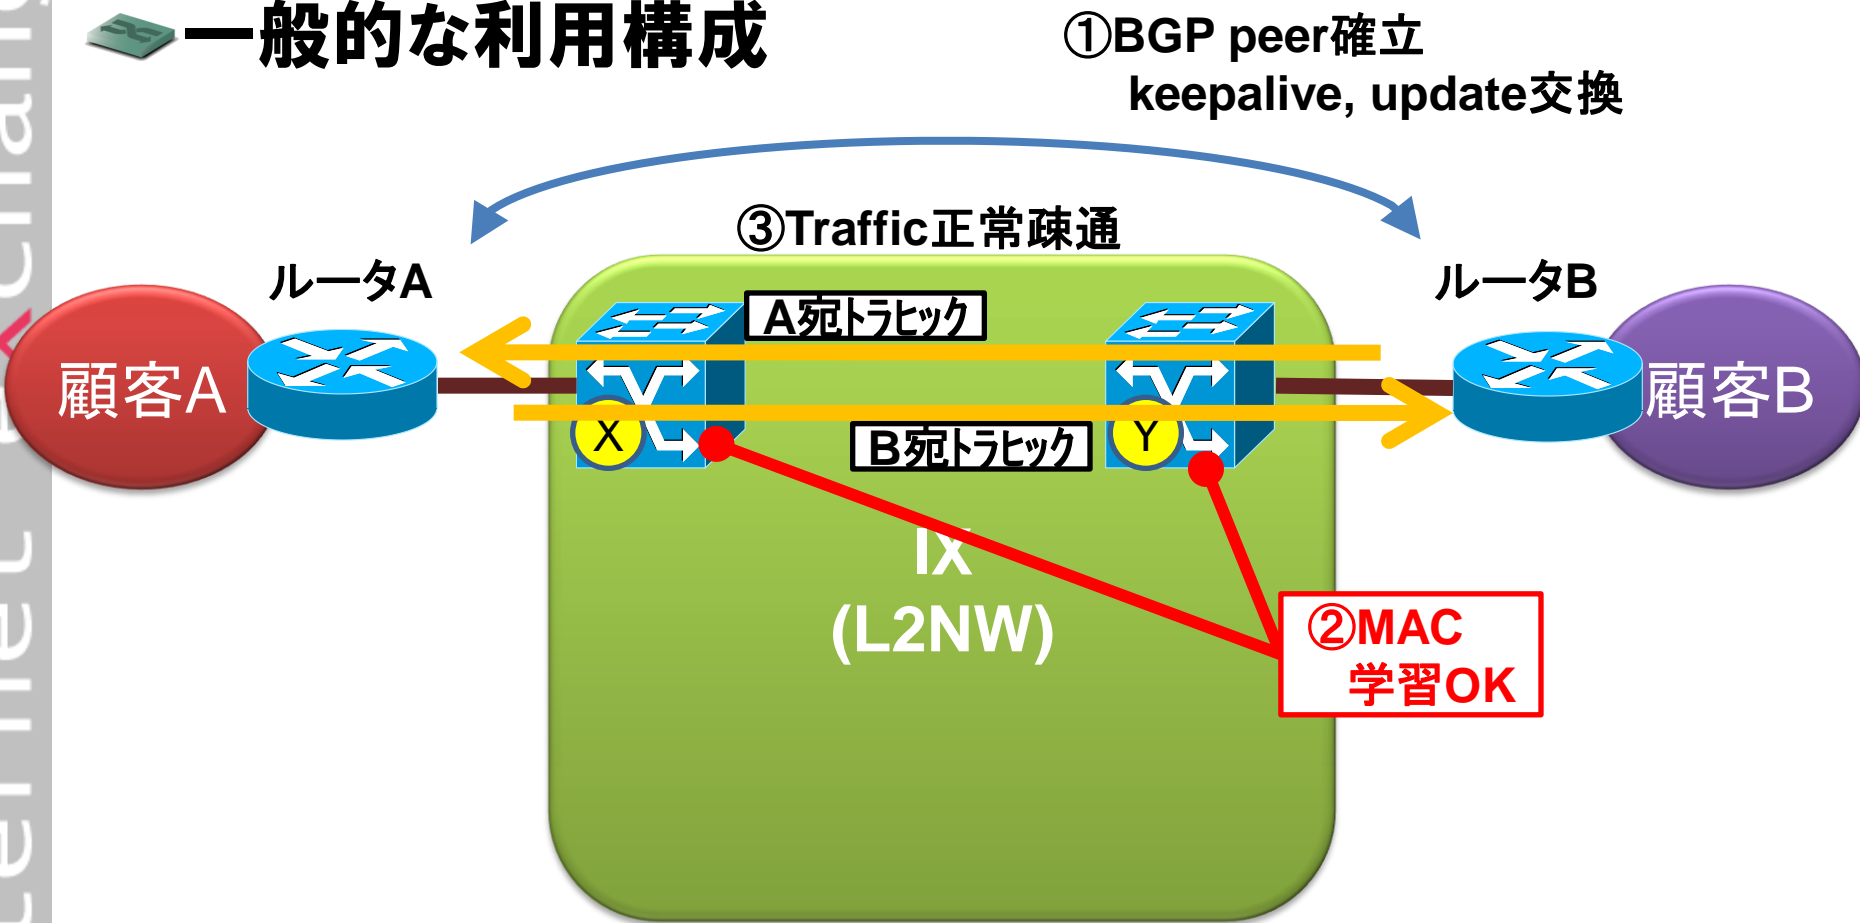 一般的な利用構成
①BGP peer確立
keepalive, update交換
③Traffic正常疎通
ルータA
ルータB
A宛トラヒック
顧客A
顧客B
X
B宛トラヒック
Y
IX
(L2NW)
②MAC
学習OK